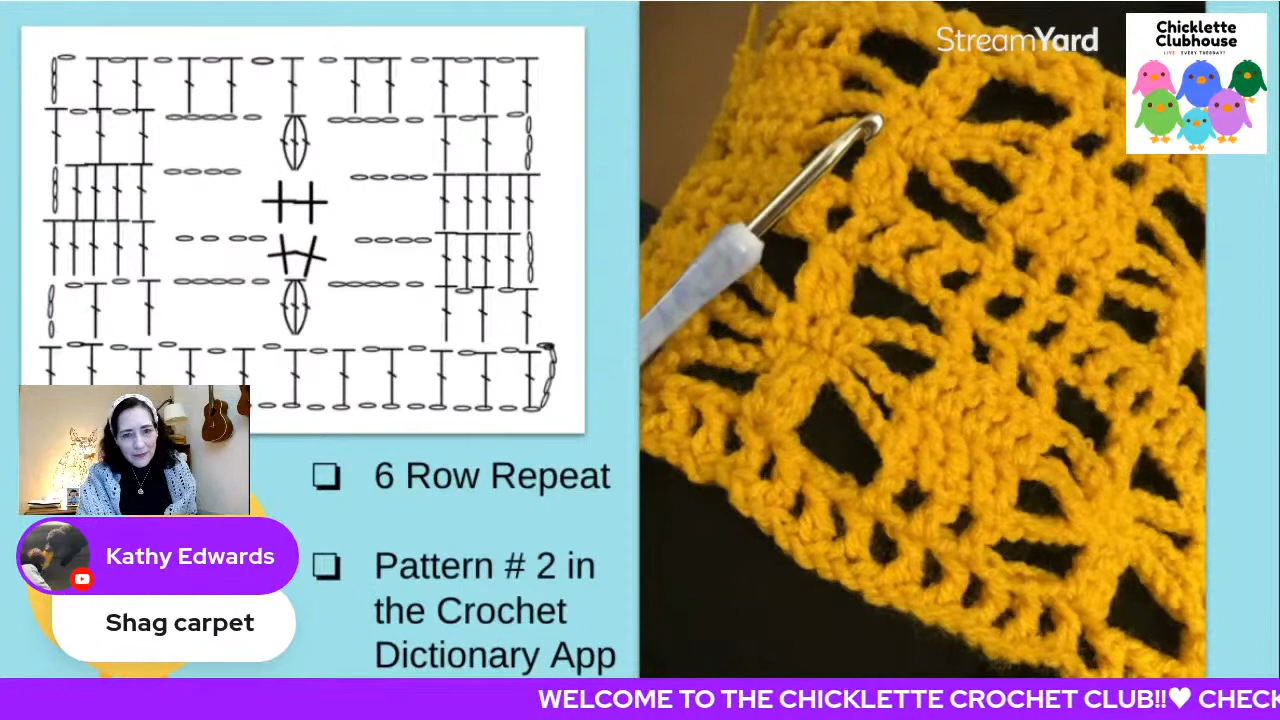 StreamYard
Chicklette
Clubhouse
LIVE EVERY TUESDAY!
6 Row Repeat
Pattern # 2 in
the Crochet
Dictionary App
Kathy Edwards
Shag carpet
WELCOME TO THE CHICKLETTE CROCHET CLUB!!♥ CHECK